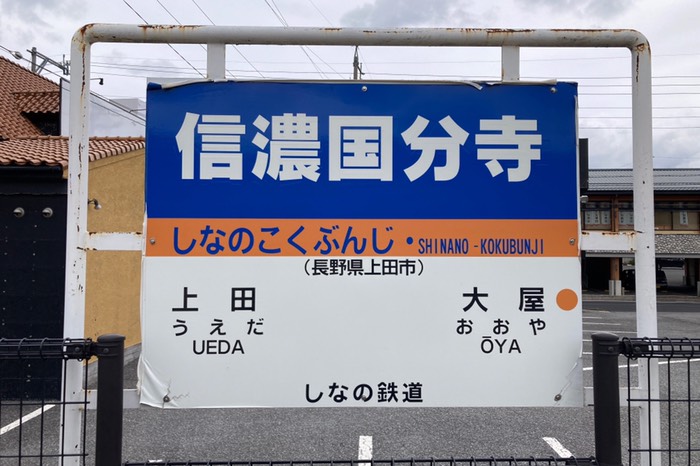 信濃国分寺
しなのこくぶんじ・SHINANO-KOKUBUNJI
(長野県上田市)
上田 大屋
うえだ おおや
UEDA ŌYA
しなの鉄道